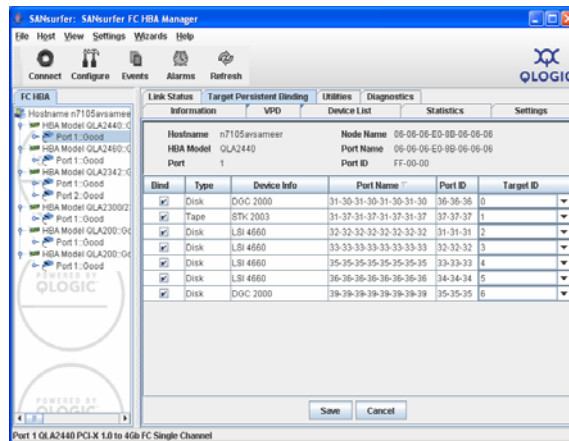 SANsurfer: SANsurfer FC HBA Manager
File Host View Settings Wizards Help
Connect Configure Events Alarms Refresh
QLOGIC
FC HBA
Link Status Target Persistent Binding Utilities Diagnostics
Information VPD Device List Statistics Settings
Hostname n7105avsamee
HBA Model QLA2440::G
Port 1::Good
HBA Model QLA2460::G
Port 1::Good
HBA Model QLA2342::G
Port 1::Good
Port 2::Good
HBA Model QLA2300/2
Port 1::Good
HBA Model QLA200::Go
Port 1::Good
HBA Model QLA200::Go
Port 1::Good
POWERED BY
QLOGIC
POWERED BY
QLOGIC
Hostname n7105avsameer Node Name 06-06-06-E0-8B-06-06-06
HBA Model QLA2440 Port Name 06-06-06-E0-8B-06-06-06
Port 1 Port ID FF-00-00
Bind Type Device Info Port Name Port ID Target ID
Disk DGC 2000 31-30-31-30-31-30-31-30 36-36-36 0
Tape STK 2003 31-37-31-37-31-37-31-37 37-37-37 1
Disk LSI 4660 32-32-32-32-32-32-32-32 31-31-31 2
Disk LSI 4660 33-33-33-33-33-33-33-33 32-32-32 3
Disk LSI 4660 35-35-35-35-35-35-35-35 33-33-33 4
Disk LSI 4660 36-36-36-36-36-36-36-36 34-34-34 5
Disk DGC 2000 39-39-39-39-39-39-39-39 35-35-35 6
Save Cancel
Port 1 QLA2440 PCI-X 1.0 to 4Gb FC Single Channel